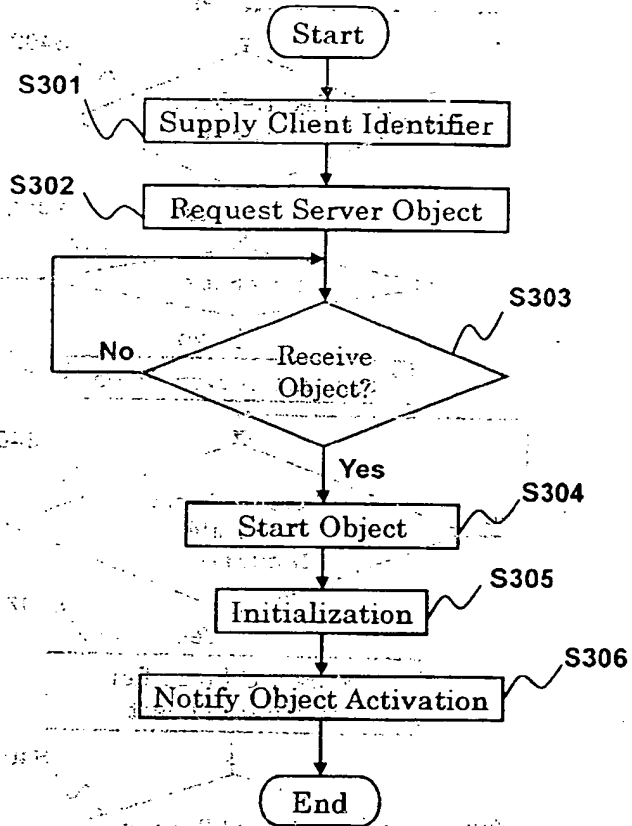 Start
S301
Supply Client Identifier
S302
Request Server Object
S303
No
Receive
Object?
Yes
S304
Start Object
S305
Initialization
S306
Notify Object Activation
End